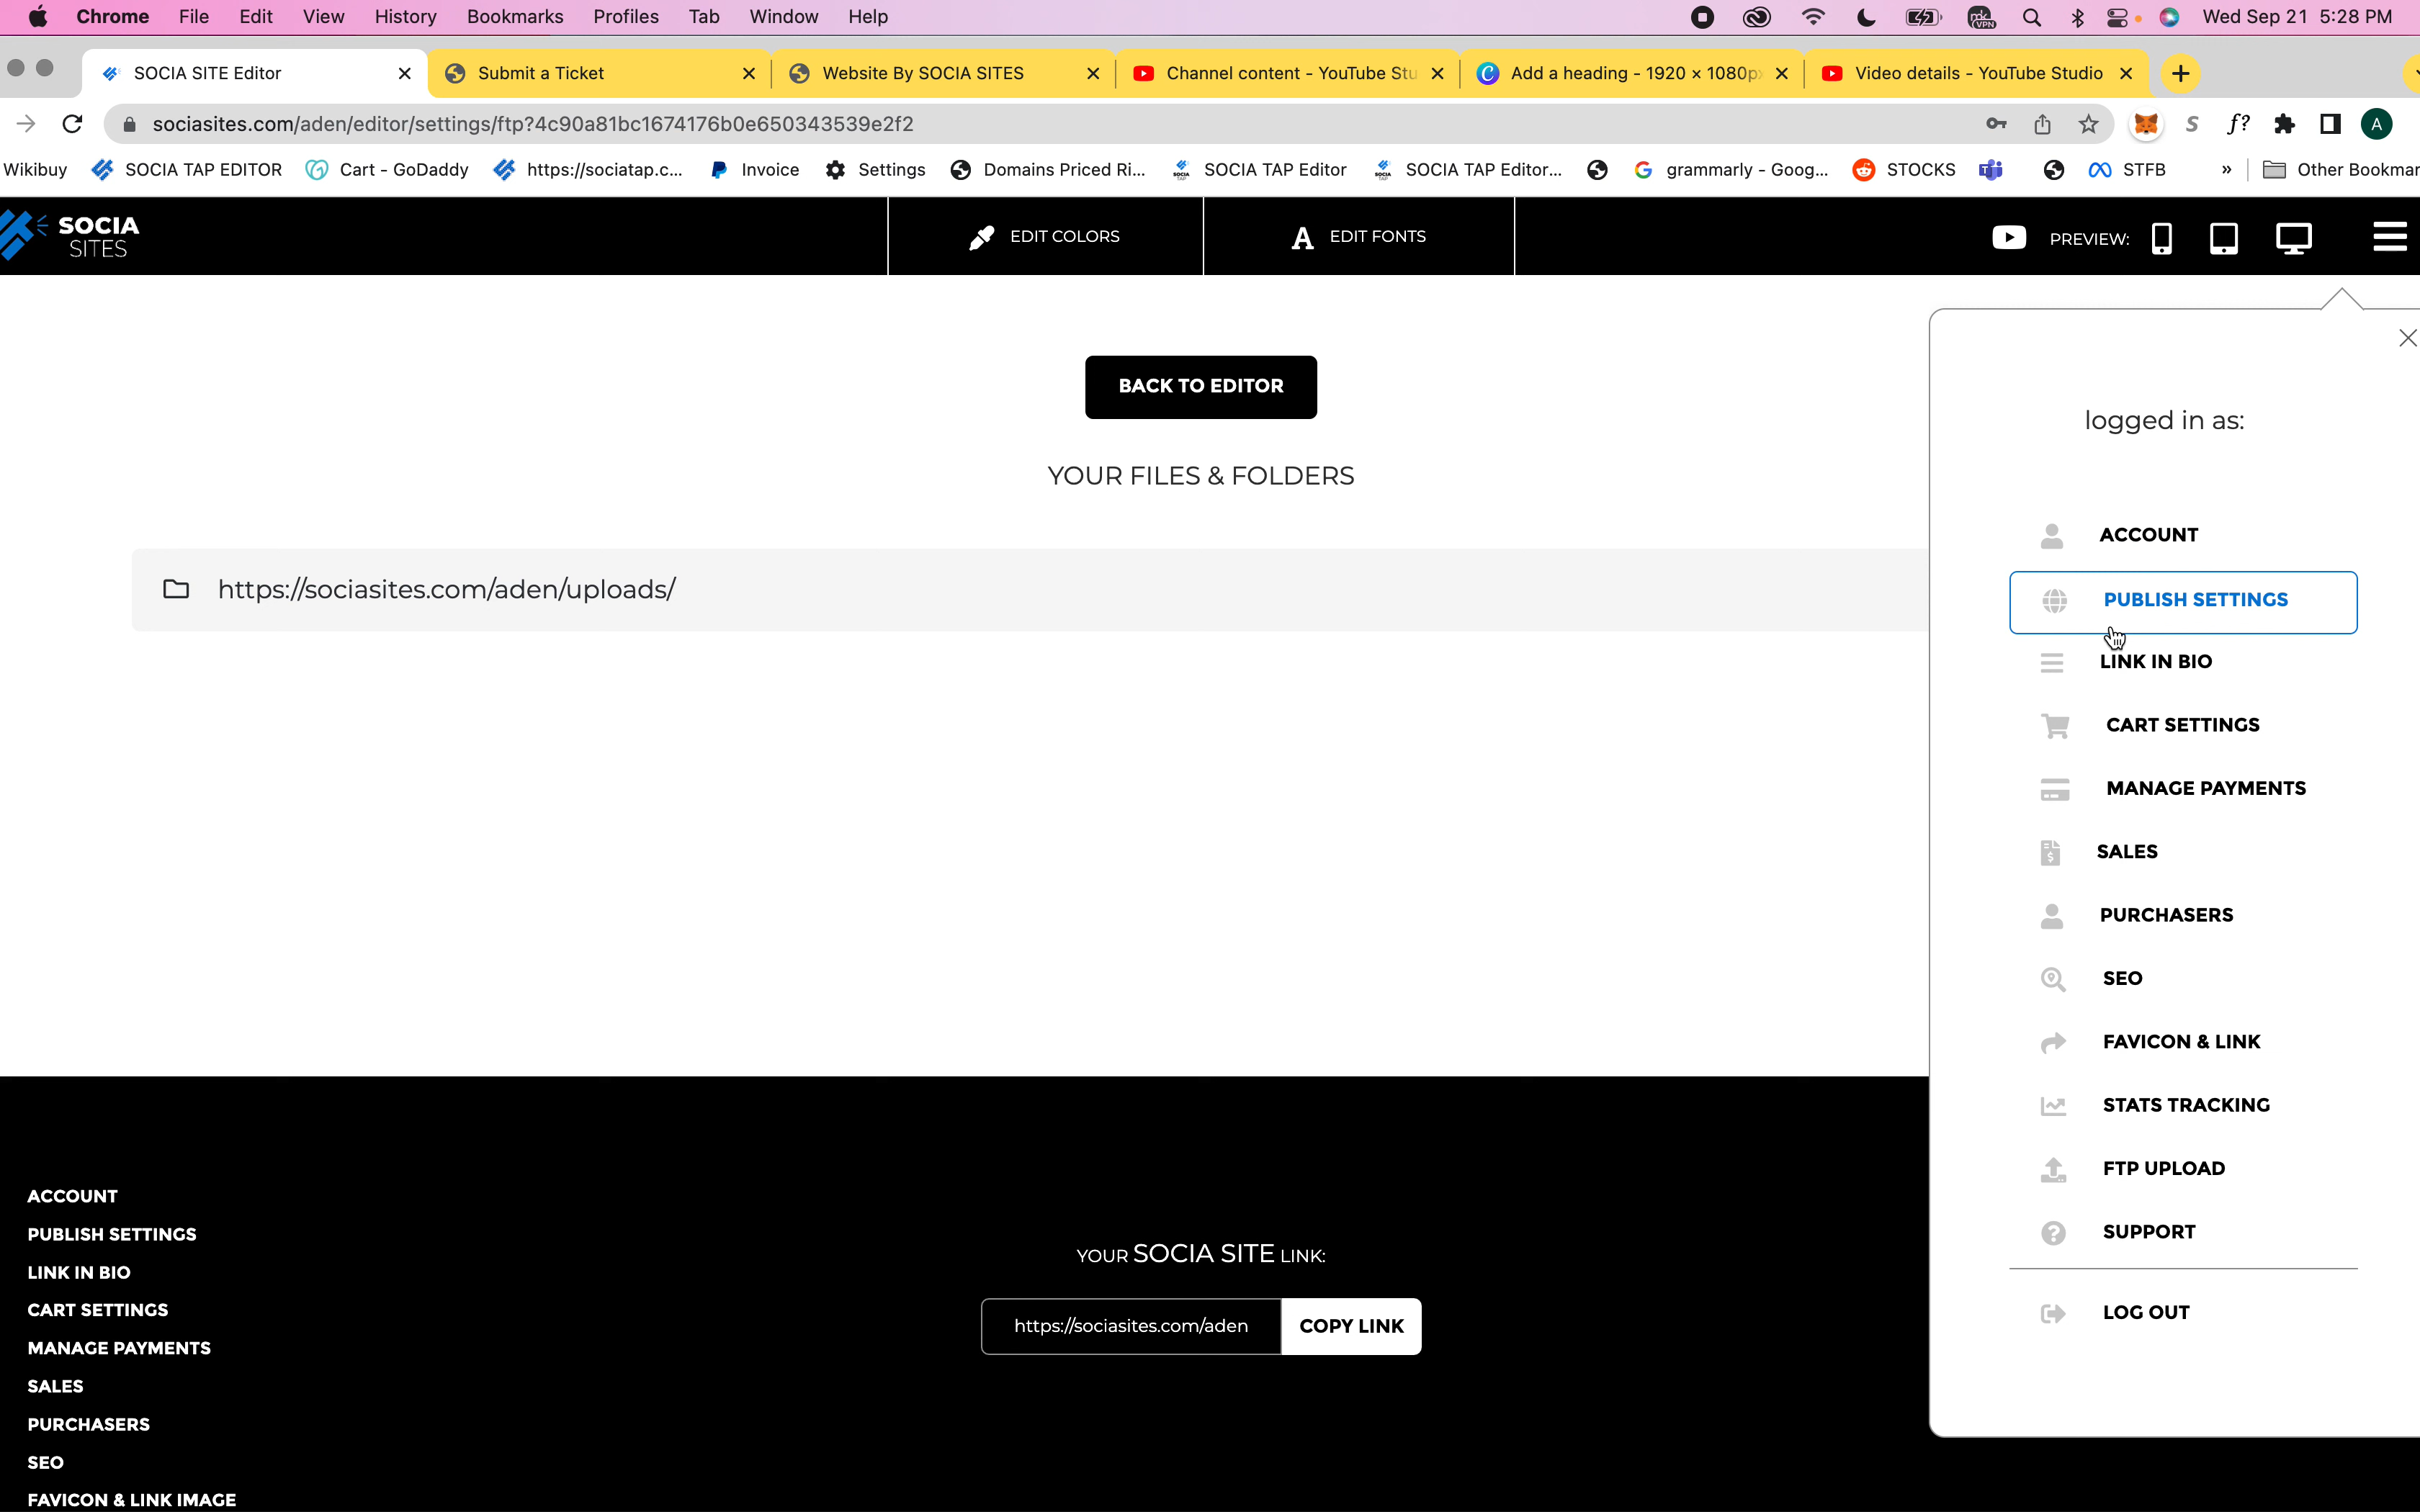 Chrome File Edit View History Bookmarks Profiles Tab Window Help Wed Sep 21 5:28 PM
SOCIA SITE Editor Submit a Ticket Website By SOCIA SITES Channel content - YouTube Stu Add a heading - 1920 × 1080p Video details - YouTube Studio
sociasites.com/aden/editor/settings/ftp?4c90a81bc1674176b0e650343539e2f2 S f? A
Wikibuy SOCIA TAP EDITOR Cart - GoDaddy https://sociatap.c... Invoice Settings Domains Priced Ri... SOCIA TAP Editor SOCIA TAP Editor... grammarly - Goog... STOCKS STFB » Other Bookmar
SOCIA
SITES
EDIT COLORS
A EDIT FONTS
PREVIEW:
BACK TO EDITOR
YOUR FILES & FOLDERS
https://sociasites.com/aden/uploads/
logged in as:
ACCOUNT
PUBLISH SETTINGS
LINK IN BIO
CART SETTINGS
MANAGE PAYMENTS
SALES
PURCHASERS
SEO
FAVICON & LINK
STATS TRACKING
FTP UPLOAD
SUPPORT
LOG OUT
ACCOUNT
PUBLISH SETTINGS
LINK IN BIO
CART SETTINGS
MANAGE PAYMENTS
SALES
PURCHASERS
SEO
FAVICON & LINK IMAGE
YOUR SOCIA SITE LINK:
https://sociasites.com/aden COPY LINK